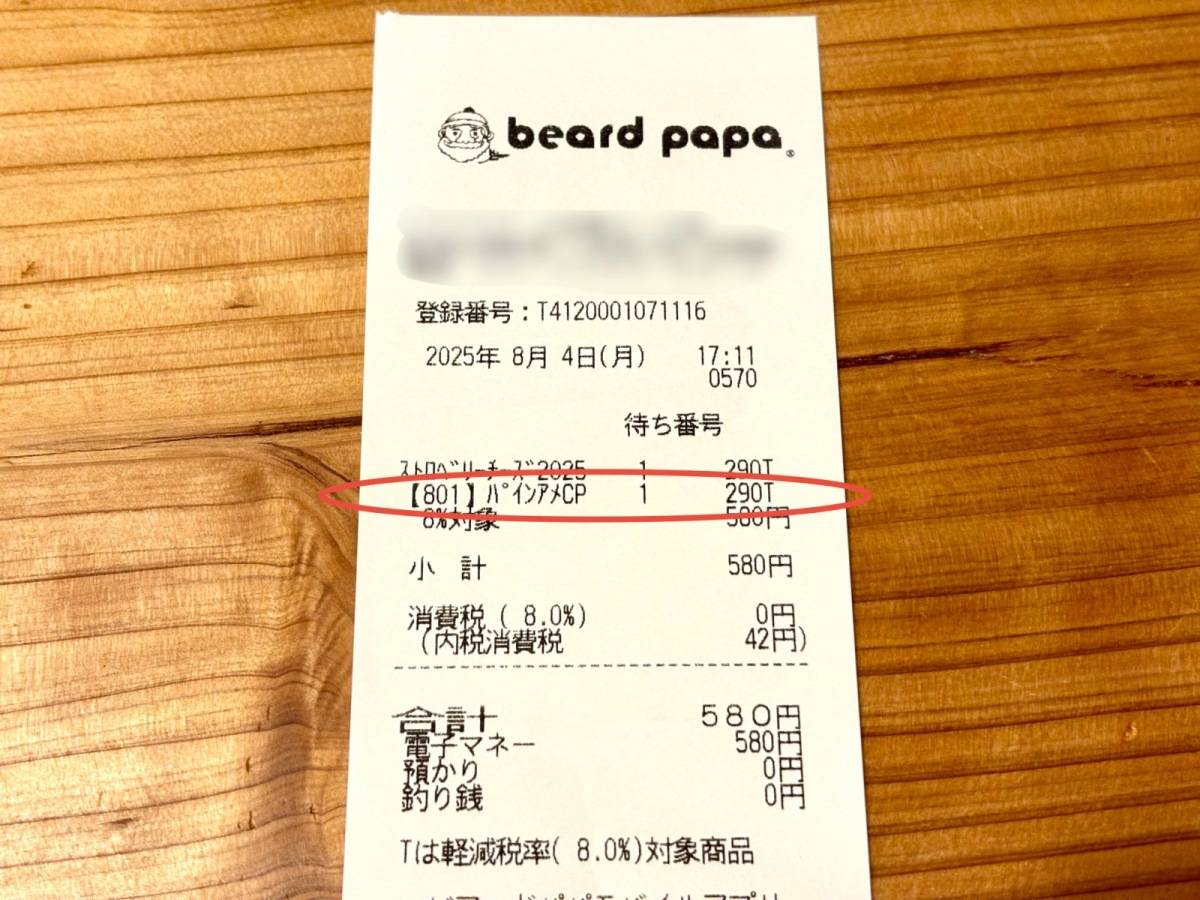 beard papa®
登録番号：T4120001071116
2025年 8月 4日(月) 17:11
0570
待ち番号
ｽﾄﾛﾍﾞﾘｰﾁｰｽﾞ2025 1 290T
【801】ﾊﾟｲﾝｱﾒCP 1 290T
8%対象 580円
小 計 580円
消費税 ( 8.0%) 0円
(内税消費税 42円)
合計 ５８０円
電子マネー 580円
預かり 0円
釣り銭 0円
Tは軽減税率( 8.0%)対象商品